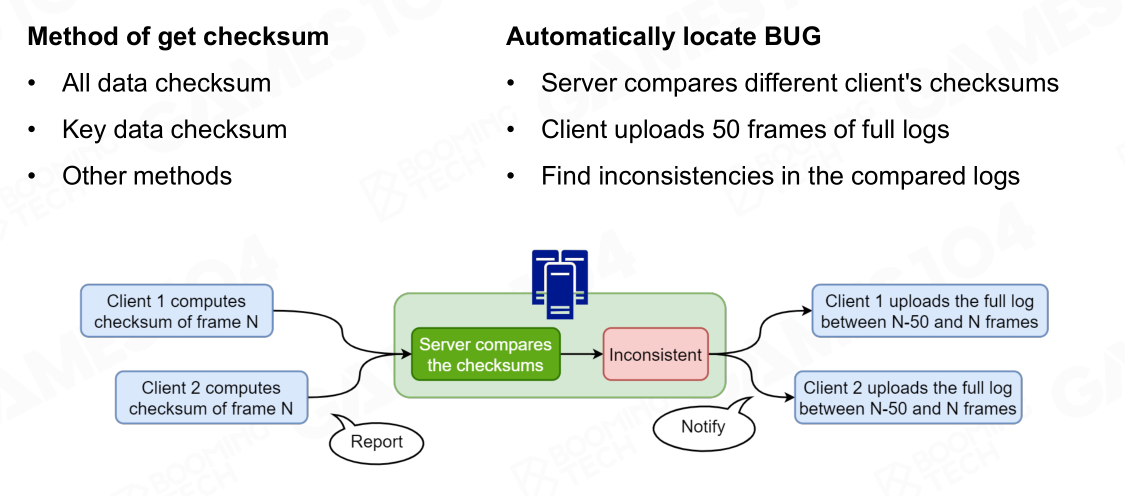 Method of get checksum
• All data checksum
• Key data checksum
• Other methods
Automatically locate BUG
• Server compares different client's checksums
• Client uploads 50 frames of full logs
• Find inconsistencies in the compared logs
Client 1 computes
checksum of frame N
Client 2 computes
checksum of frame N
Report
Server compares
the checksums
Inconsistent
Notify
Client 1 uploads the full log
between N-50 and N frames
Client 2 uploads the full log
between N-50 and N frames
GAMES104
BOOMING
TECH